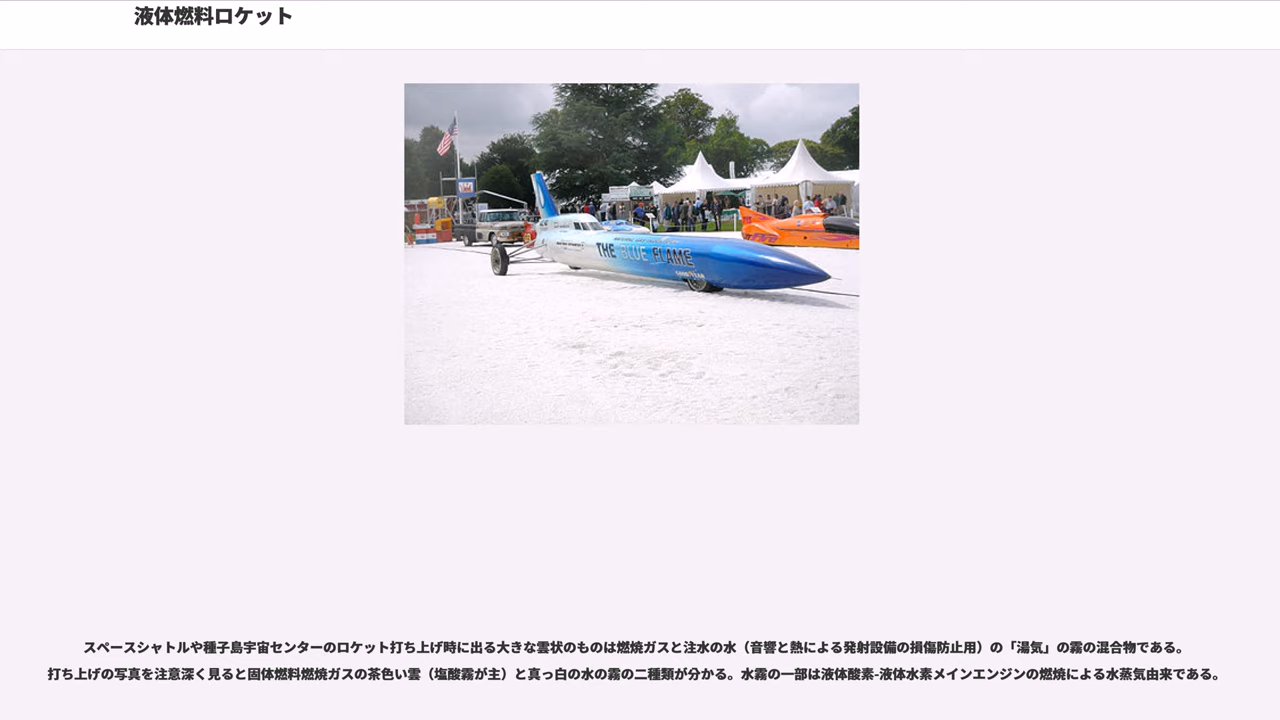 液体燃料ロケット
THE BLUE FLAME
GOODYEAR
スペースシャトルや種子島宇宙センターのロケット打ち上げ時に出る大きな雲状のものは燃焼ガスと注水の水（音響と熱による発射設備の損傷防止用）の「湯気」の霧の混合物である。
打ち上げの写真を注意深く見ると固体燃料燃焼ガスの茶色い雲（塩酸霧が主）と真っ白の水の霧の二種類が分かる。水霧の一部は液体酸素-液体水素メインエンジンの燃焼による水蒸気由来である。